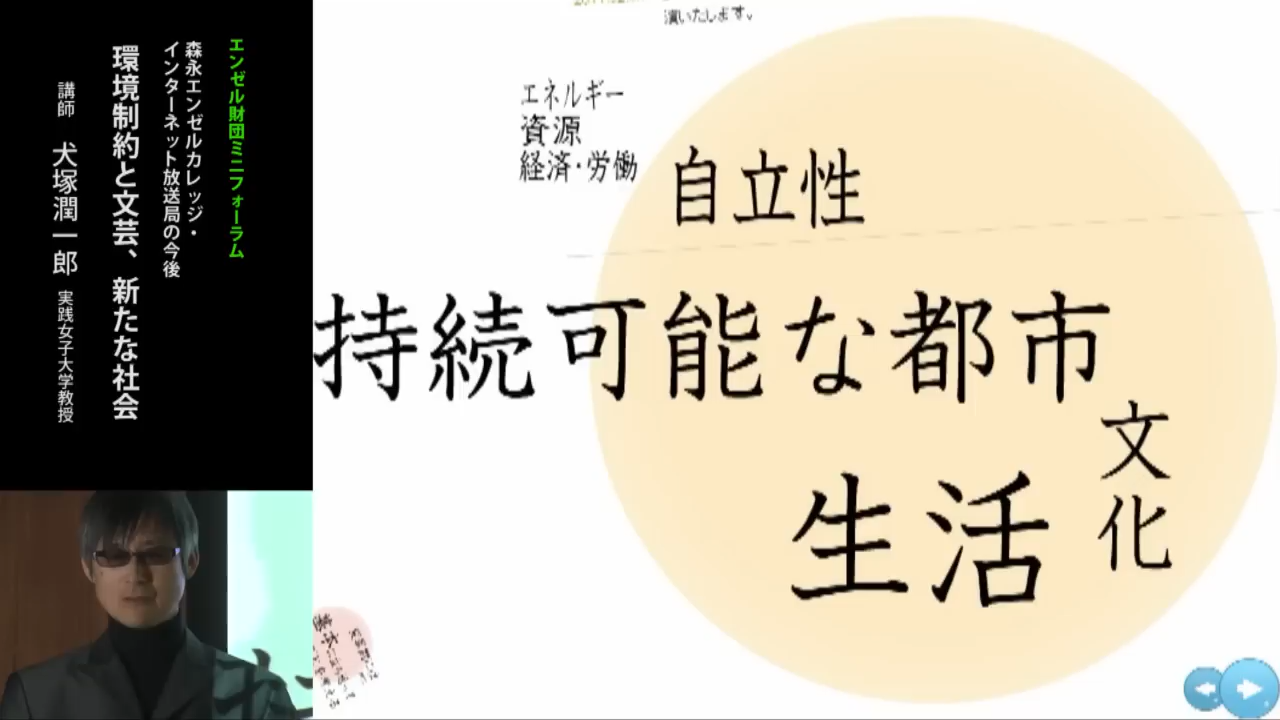 エンゼル財団ミニフォーラム
森永エンゼルカレッジ・
インターネット放送局の今後
環境制約と文芸、新たな社会
講師 犬塚潤一郎 実践女子大学教授
演いたします。
エネルギー
資源
経済・労働
自立性
持続可能な都市
文化
生活